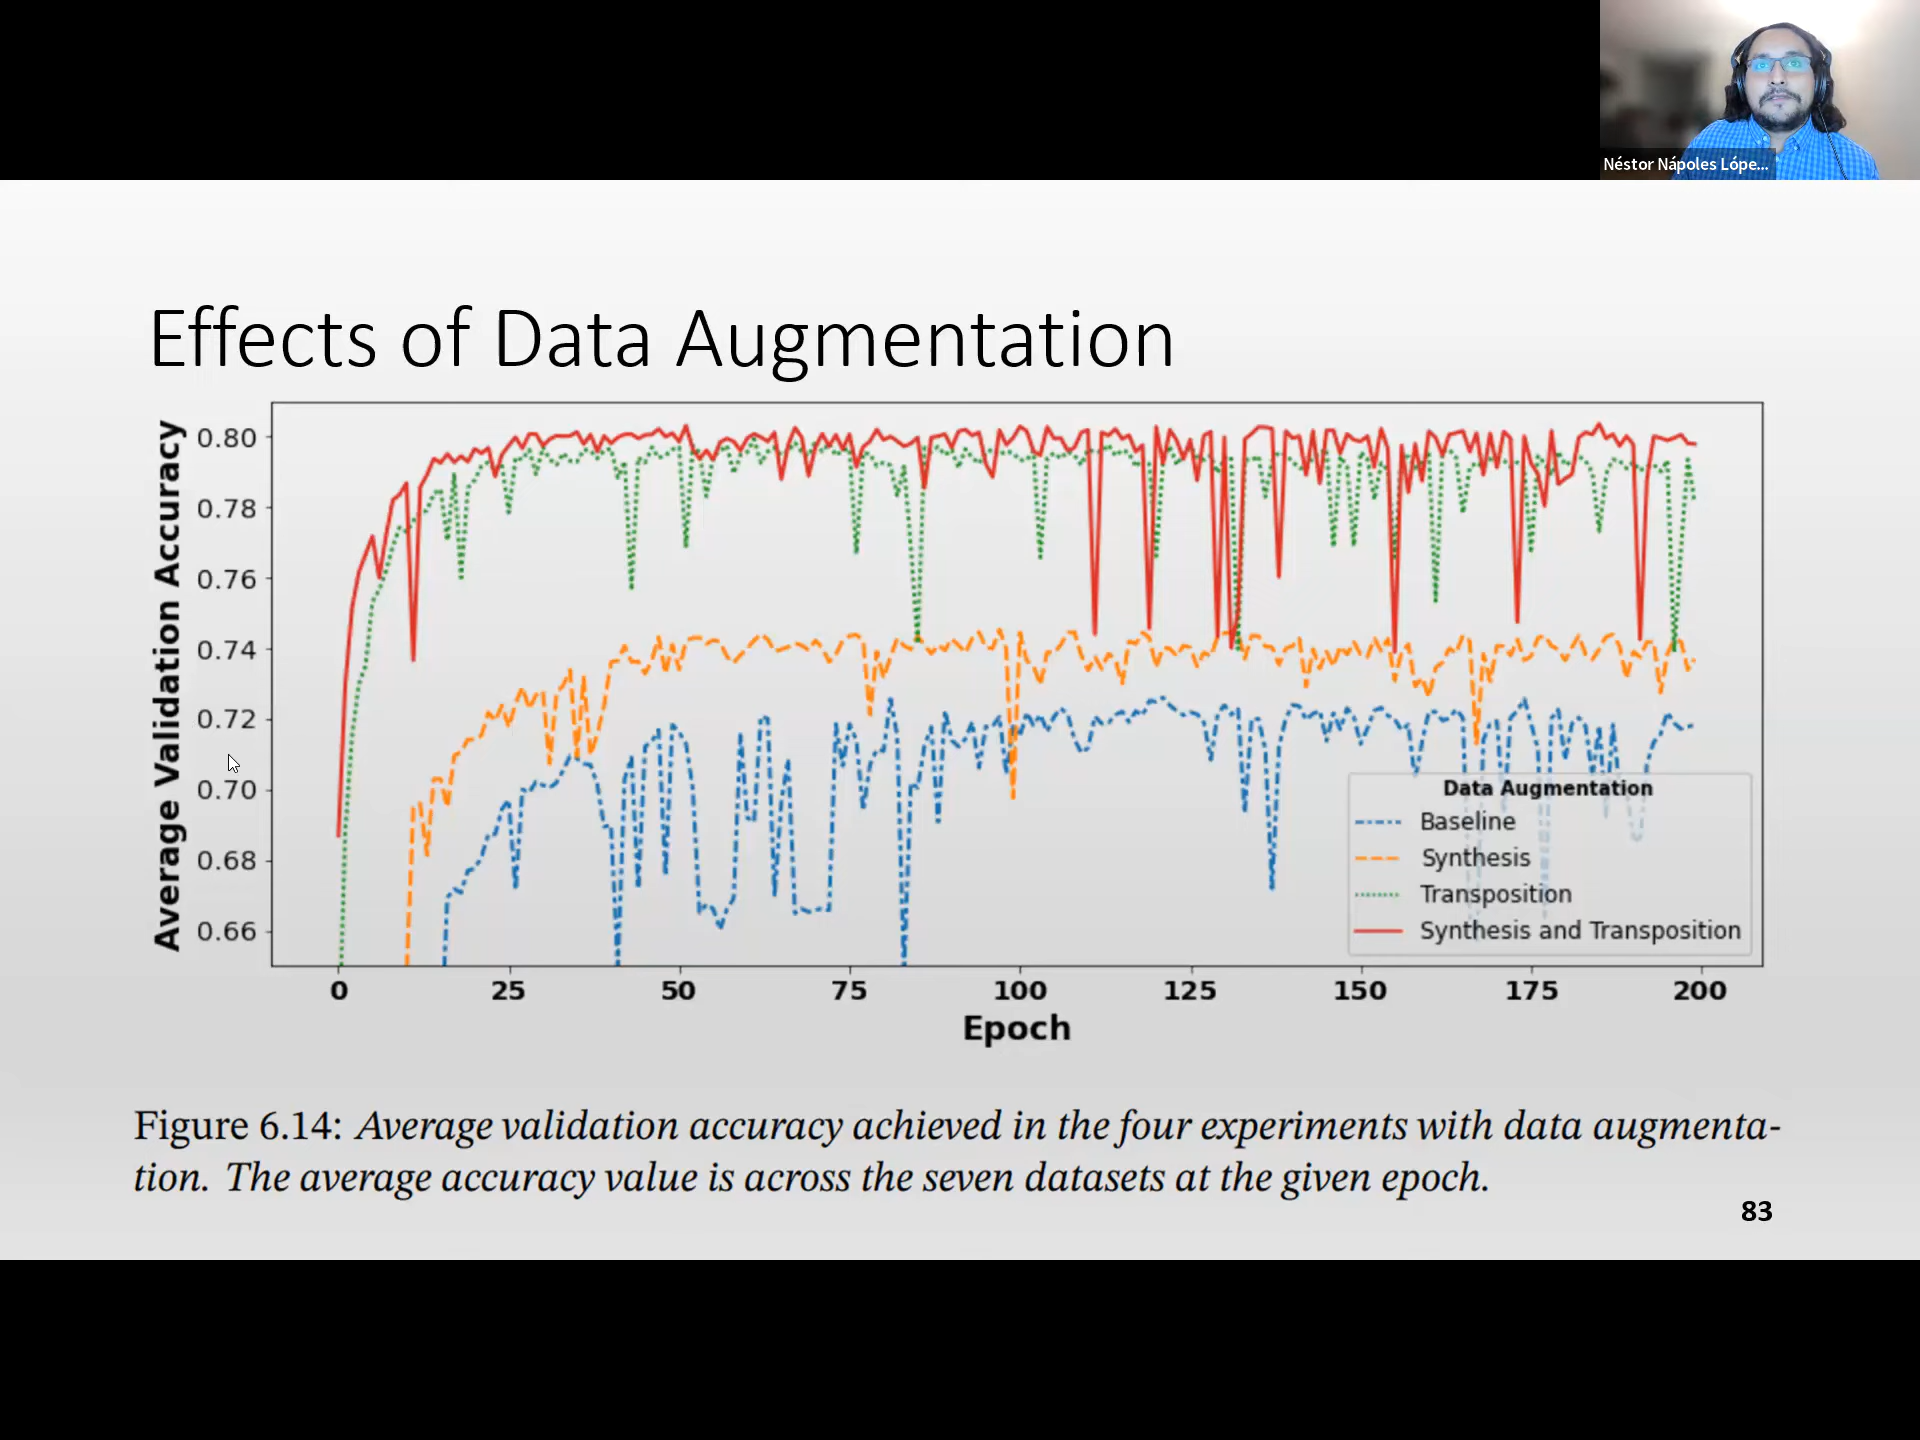 Néstor Nápoles Lópe...
Effects of Data Augmentation
Average Validation Accuracy
0.80
0.78
0.76
0.74
0.72
0.70
0.68
0.66
Data Augmentation
Baseline
Synthesis
Transposition
Synthesis and Transposition
0 25 50 75 100 125 150 175 200
Epoch
Figure 6.14: Average validation accuracy achieved in the four experiments with data augmenta-
tion. The average accuracy value is across the seven datasets at the given epoch.
83